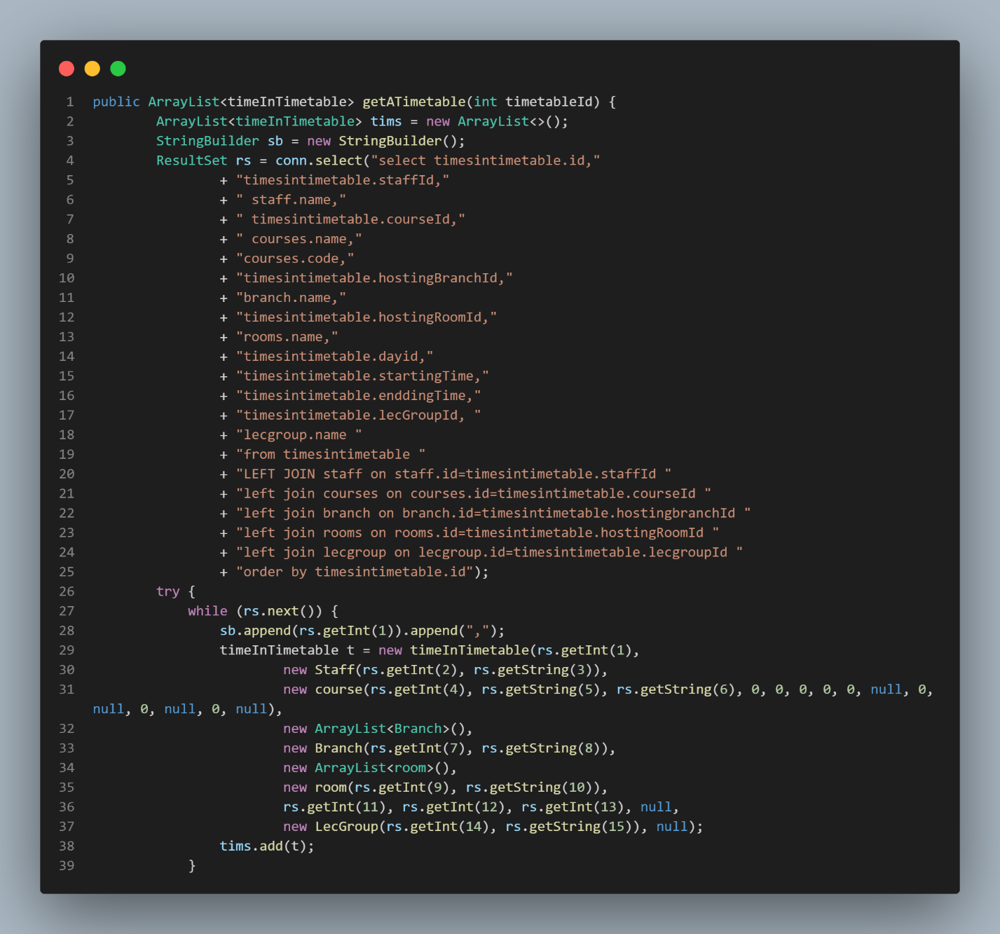 1 public ArrayList<timeInTimetable> getATimetable(int timetableId) {
2         ArrayList<timeInTimetable> tims = new ArrayList<>();
3         StringBuilder sb = new StringBuilder();
4         ResultSet rs = conn.select("select timesintimetable.id,"
5                 + "timesintimetable.staffId,"
6                 + " staff.name,"
7                 + " timesintimetable.courseId,"
8                 + " courses.name,"
9                 + "courses.code,"
10                 + "timesintimetable.hostingBranchId,"
11                 + "branch.name,"
12                 + "timesintimetable.hostingRoomId,"
13                 + "rooms.name,"
14                 + "timesintimetable.dayid,"
15                 + "timesintimetable.startingTime,"
16                 + "timesintimetable.enddingTime,"
17                 + "timesintimetable.lecGroupId, "
18                 + "lecgroup.name "
19                 + "from timesintimetable "
20                 + "LEFT JOIN staff on staff.id=timesintimetable.staffId "
21                 + "left join courses on courses.id=timesintimetable.courseId "
22                 + "left join branch on branch.id=timesintimetable.hostingbranchId "
23                 + "left join rooms on rooms.id=timesintimetable.hostingRoomId "
24                 + "left join lecgroup on lecgroup.id=timesintimetable.lecgroupId "
25                 + "order by timesintimetable.id");
26         try {
27             while (rs.next()) {
28                 sb.append(rs.getInt(1)).append(",");
29                 timeInTimetable t = new timeInTimetable(rs.getInt(1),
30                         new Staff(rs.getInt(2), rs.getString(3)),
31                         new course(rs.getInt(4), rs.getString(5), rs.getString(6), 0, 0, 0, 0, 0, null, 0,
null, 0, null, 0, null),
32                         new ArrayList<Branch>(),
33                         new Branch(rs.getInt(7), rs.getString(8)),
34                         new ArrayList<room>(),
35                         new room(rs.getInt(9), rs.getString(10)),
36                         rs.getInt(11), rs.getInt(12), rs.getInt(13), null,
37                         new LecGroup(rs.getInt(14), rs.getString(15)), null);
38                 tims.add(t);
39             }